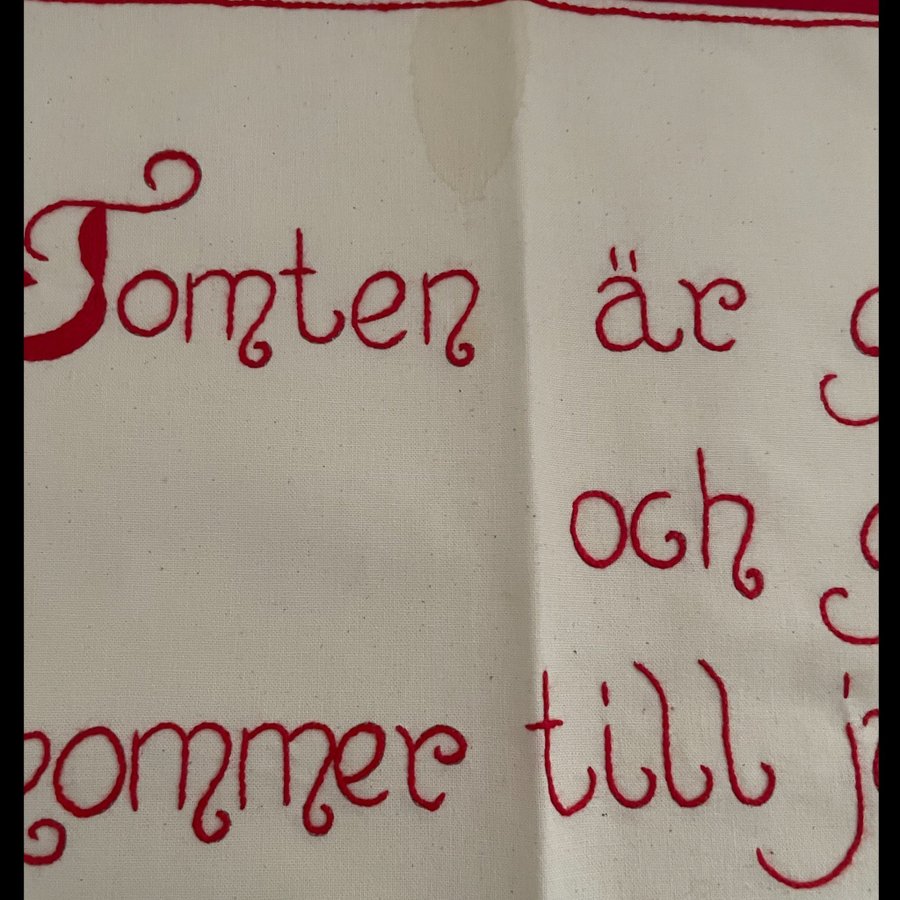 Tomten är
och
kommer till